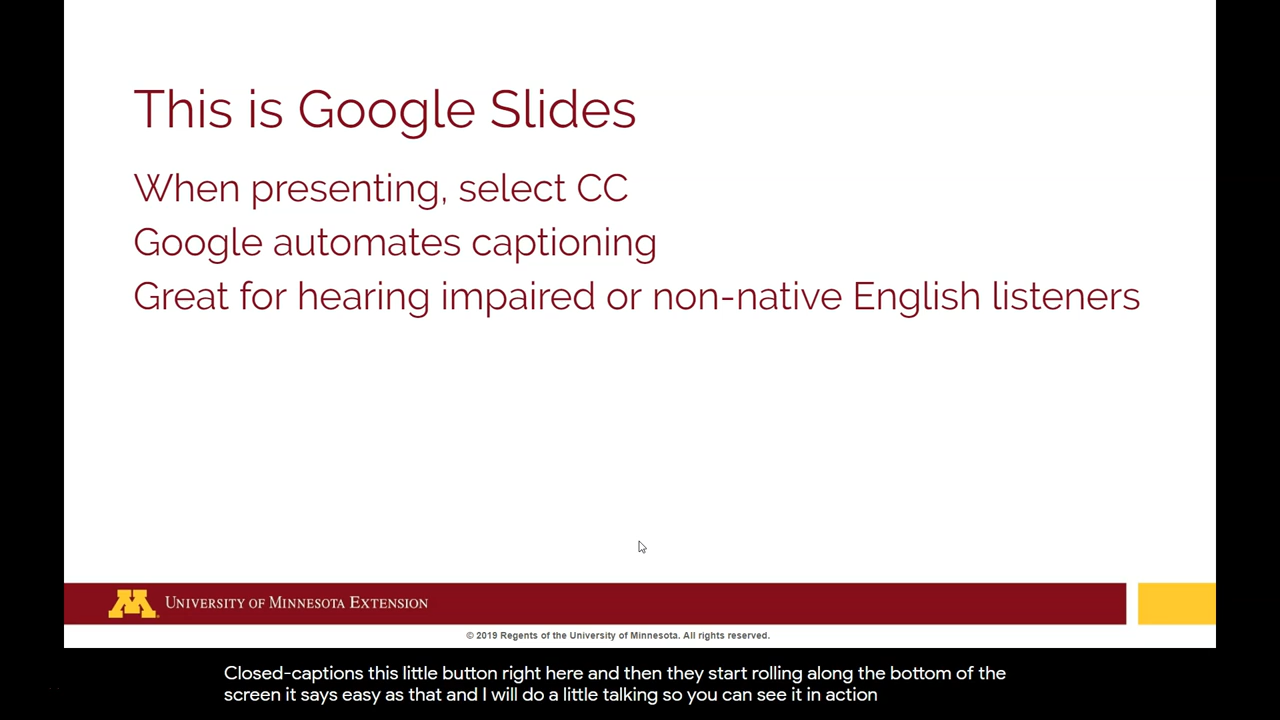 This is Google Slides
When presenting, select CC
Google automates captioning
Great for hearing impaired or non-native English listeners
M
UNIVERSITY OF MINNESOTA EXTENSION
© 2019 Regents of the University of Minnesota. All rights reserved.
Closed-captions this little button right here and then they start rolling along the bottom of the
screen it says easy as that and I will do a little talking so you can see it in action